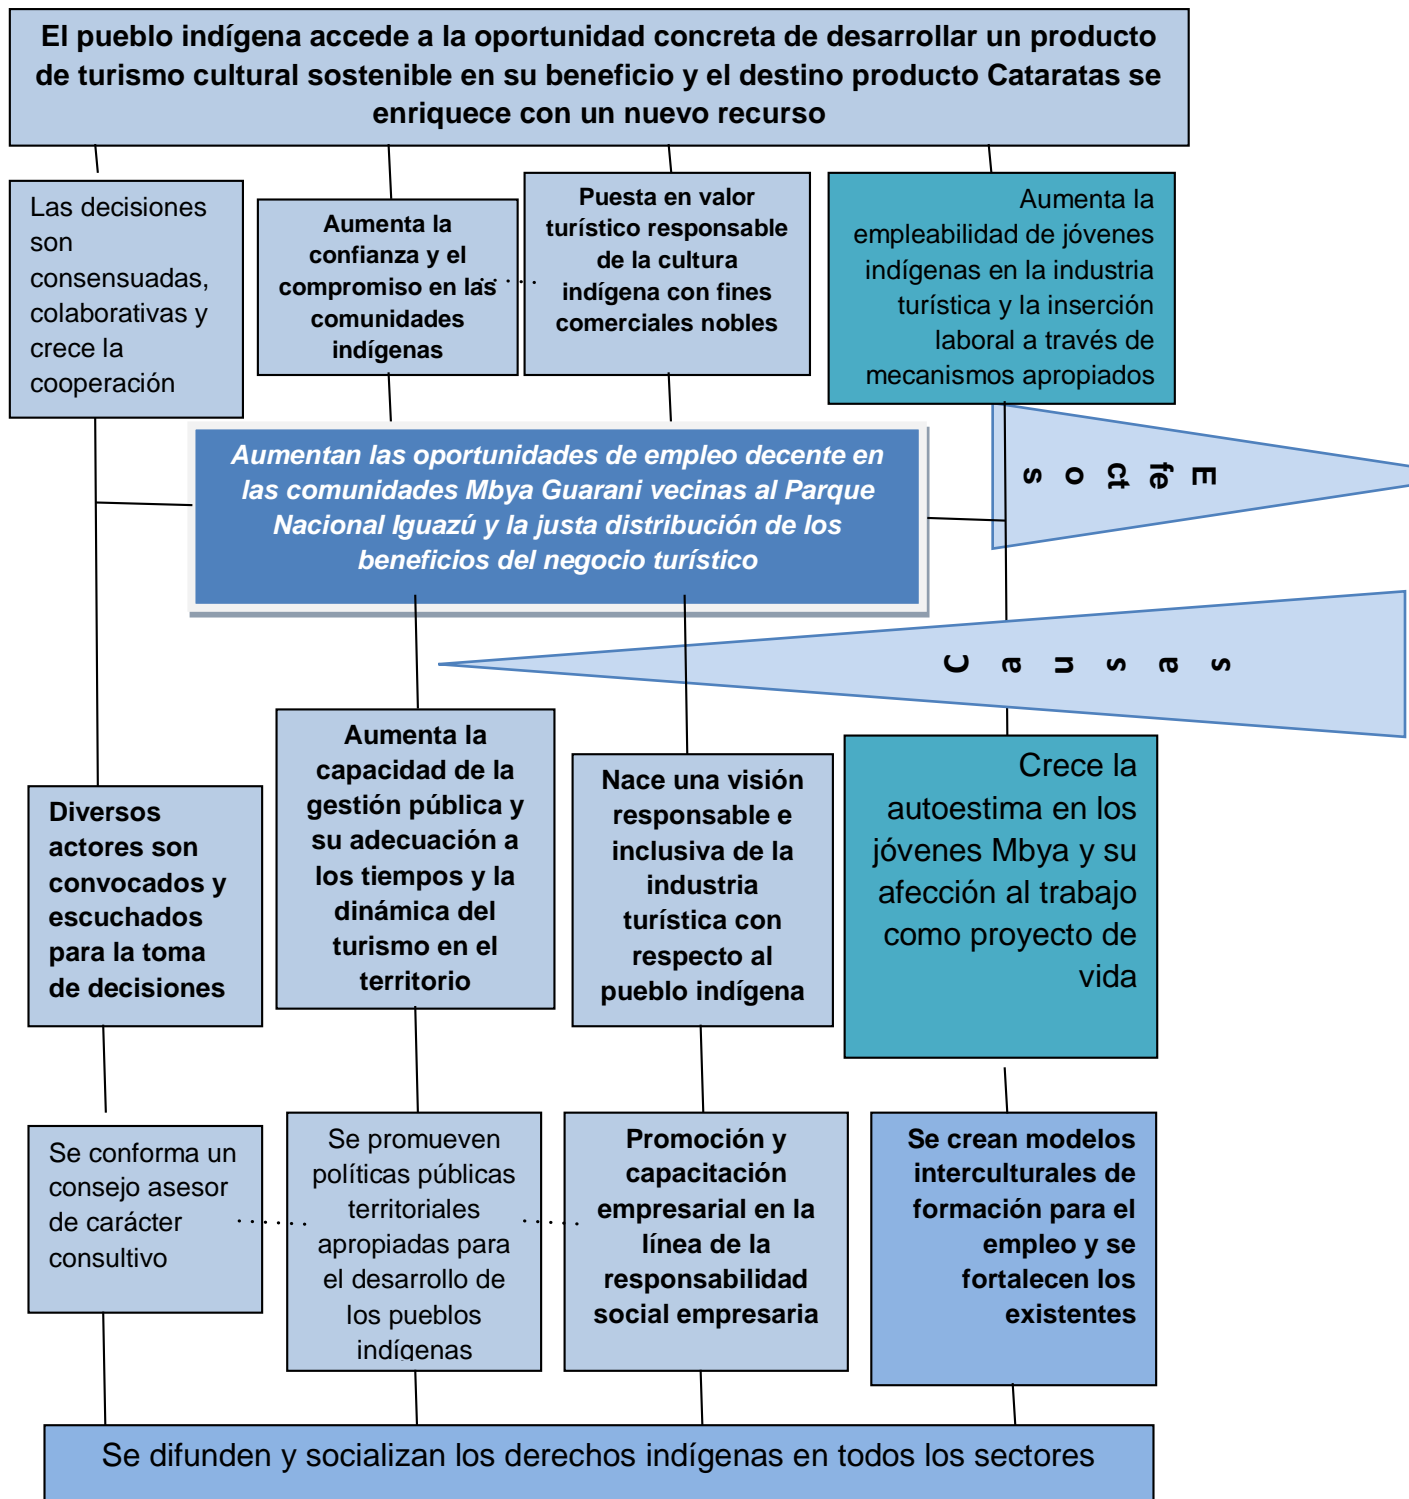 El pueblo indígena accede a la oportunidad concreta de desarrollar un producto
de turismo cultural sostenible en su beneficio y el destino producto Cataratas se
enriquece con un nuevo recurso
Las decisiones
son
consensuadas,
colaborativas y
crece la
cooperación
Aumenta la
confianza y el
compromiso en las
comunidades
indígenas
Puesta en valor
turístico responsable
de la cultura
indígena con fines
comerciales nobles
Aumenta la
empleabilidad de jóvenes
indígenas en la industria
turística y la inserción
laboral a través de
mecanismos apropiados
Aumentan las oportunidades de empleo decente en
las comunidades Mbya Guarani vecinas al Parque
Nacional Iguazú y la justa distribución de los
beneficios del negocio turístico
E
fe
ct
o
s
C a u s a s
Aumenta la
capacidad de la
gestión pública y
su adecuación a
los tiempos y la
dinámica del
turismo en el
territorio
Nace una visión
responsable e
inclusiva de la
industria
turística con
respecto al
pueblo indígena
Crece la
autoestima en los
jóvenes Mbya y su
afección al trabajo
como proyecto de
vida
Diversos
actores son
convocados y
escuchados
para la toma
de decisiones
Se conforma un
consejo asesor
de carácter
consultivo
Se promueven
políticas públicas
territoriales
apropiadas para
el desarrollo de
los pueblos
indígenas
Promoción y
capacitación
empresarial en la
línea de la
responsabilidad
social empresaria
Se crean modelos
interculturales de
formación para el
empleo y se
fortalecen los
existentes
Se difunden y socializan los derechos indígenas en todos los sectores